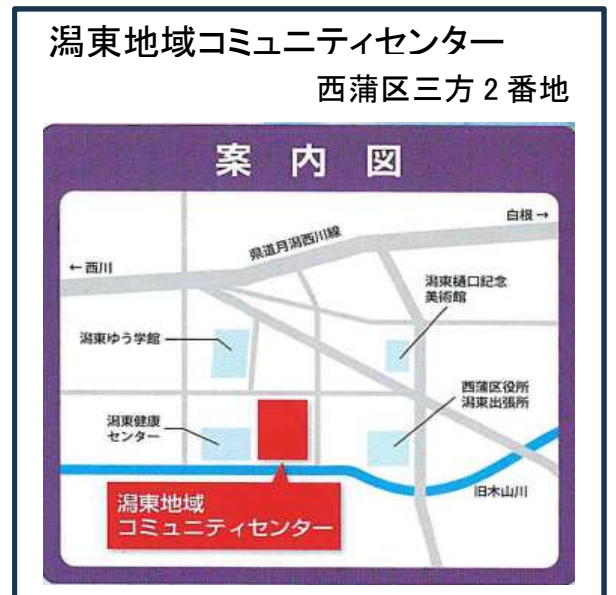 潟東地域コミュニティセンター
西蒲区三方2番地
案内図
白根→
県道月潟西川線
←西川
潟東樋口記念
美術館
潟東ゆう学館
西蒲区役所
潟東出張所
潟東健康
センター
旧木山川
潟東地域
コミュニティセンター